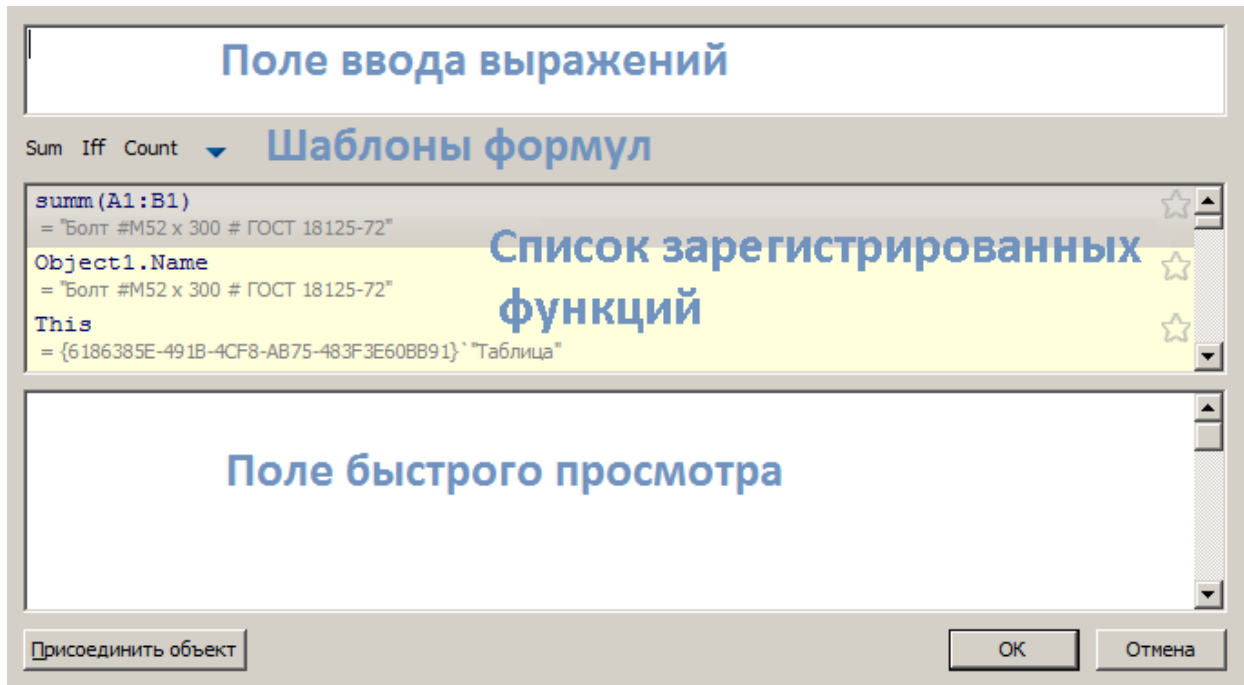 Поле ввода выражений
Sum Iff Count Шаблоны формул
summ(A1:B1)
= "Болт #M52 x 300 # ГОСТ 18125-72"
Список зарегистрированных
Object1.Name
= "Болт #M52 x 300 # ГОСТ 18125-72"
функций
This
= {6186385E-491B-4CF8-AB75-483F3E60BB91}`"Таблица"
Поле быстрого просмотра
Присоединить объект OK Отмена